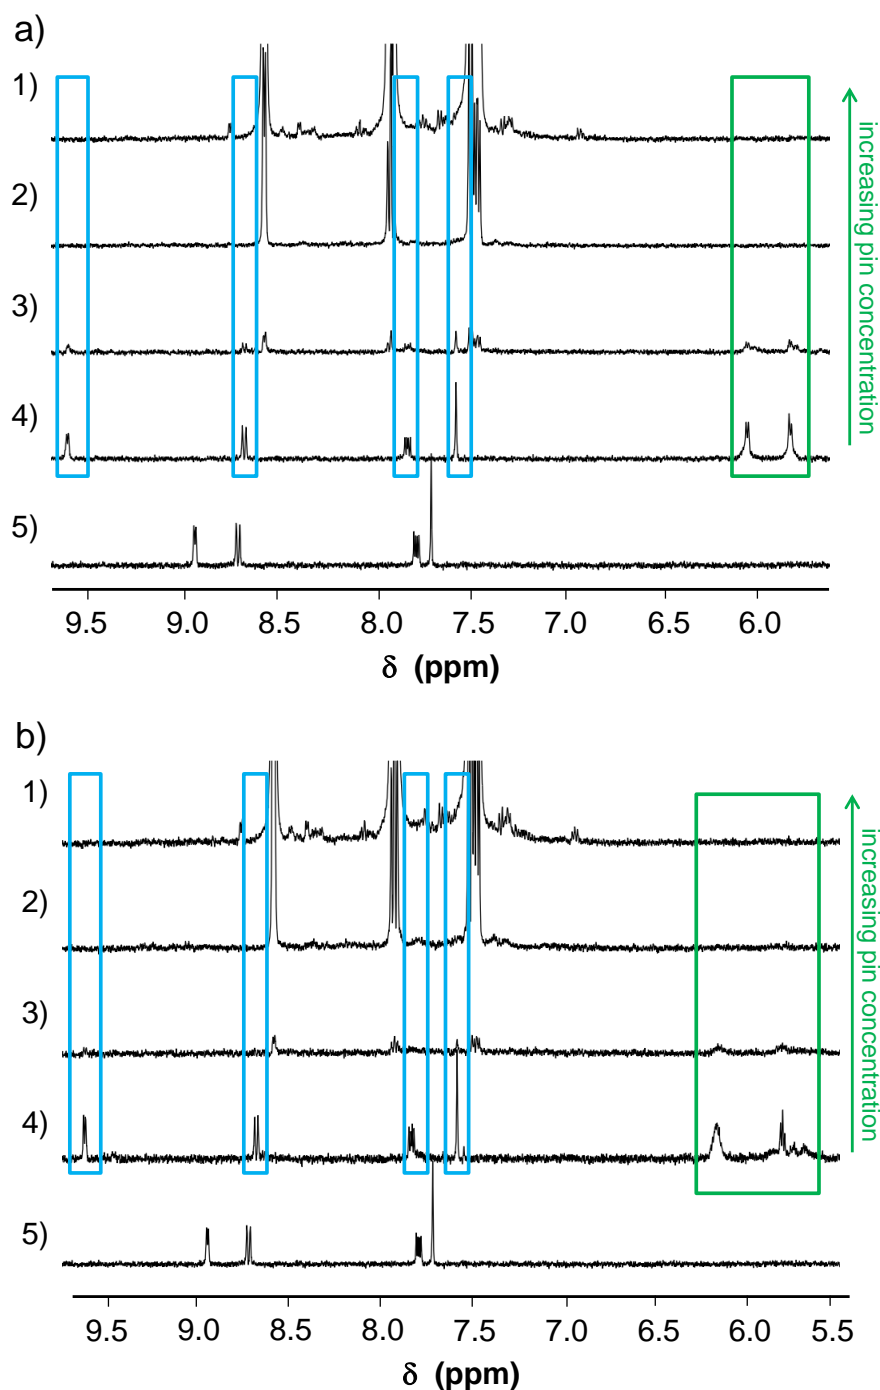 a)
1)
2)
3)
4)
5)
increasing pin concentration
9.5 9.0 8.5 8.0 7.5 7.0 6.5 6.0
δ (ppm)
b)
1)
2)
3)
4)
5)
increasing pin concentration
9.5 9.0 8.5 8.0 7.5 7.0 6.5 6.0 5.5
δ (ppm)